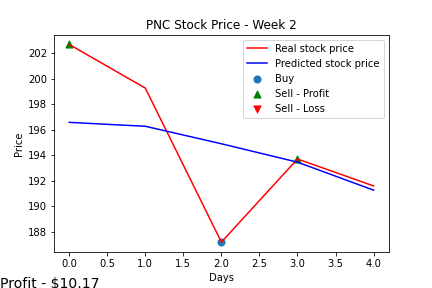 PNC Stock Price - Week 2
Real stock price
Predicted stock price
Buy
Sell - Profit
Sell - Loss
Price
202
200
198
196
194
192
190
188
0.0 0.5 1.0 1.5 2.0 2.5 3.0 3.5 4.0
Days
Profit - $10.17